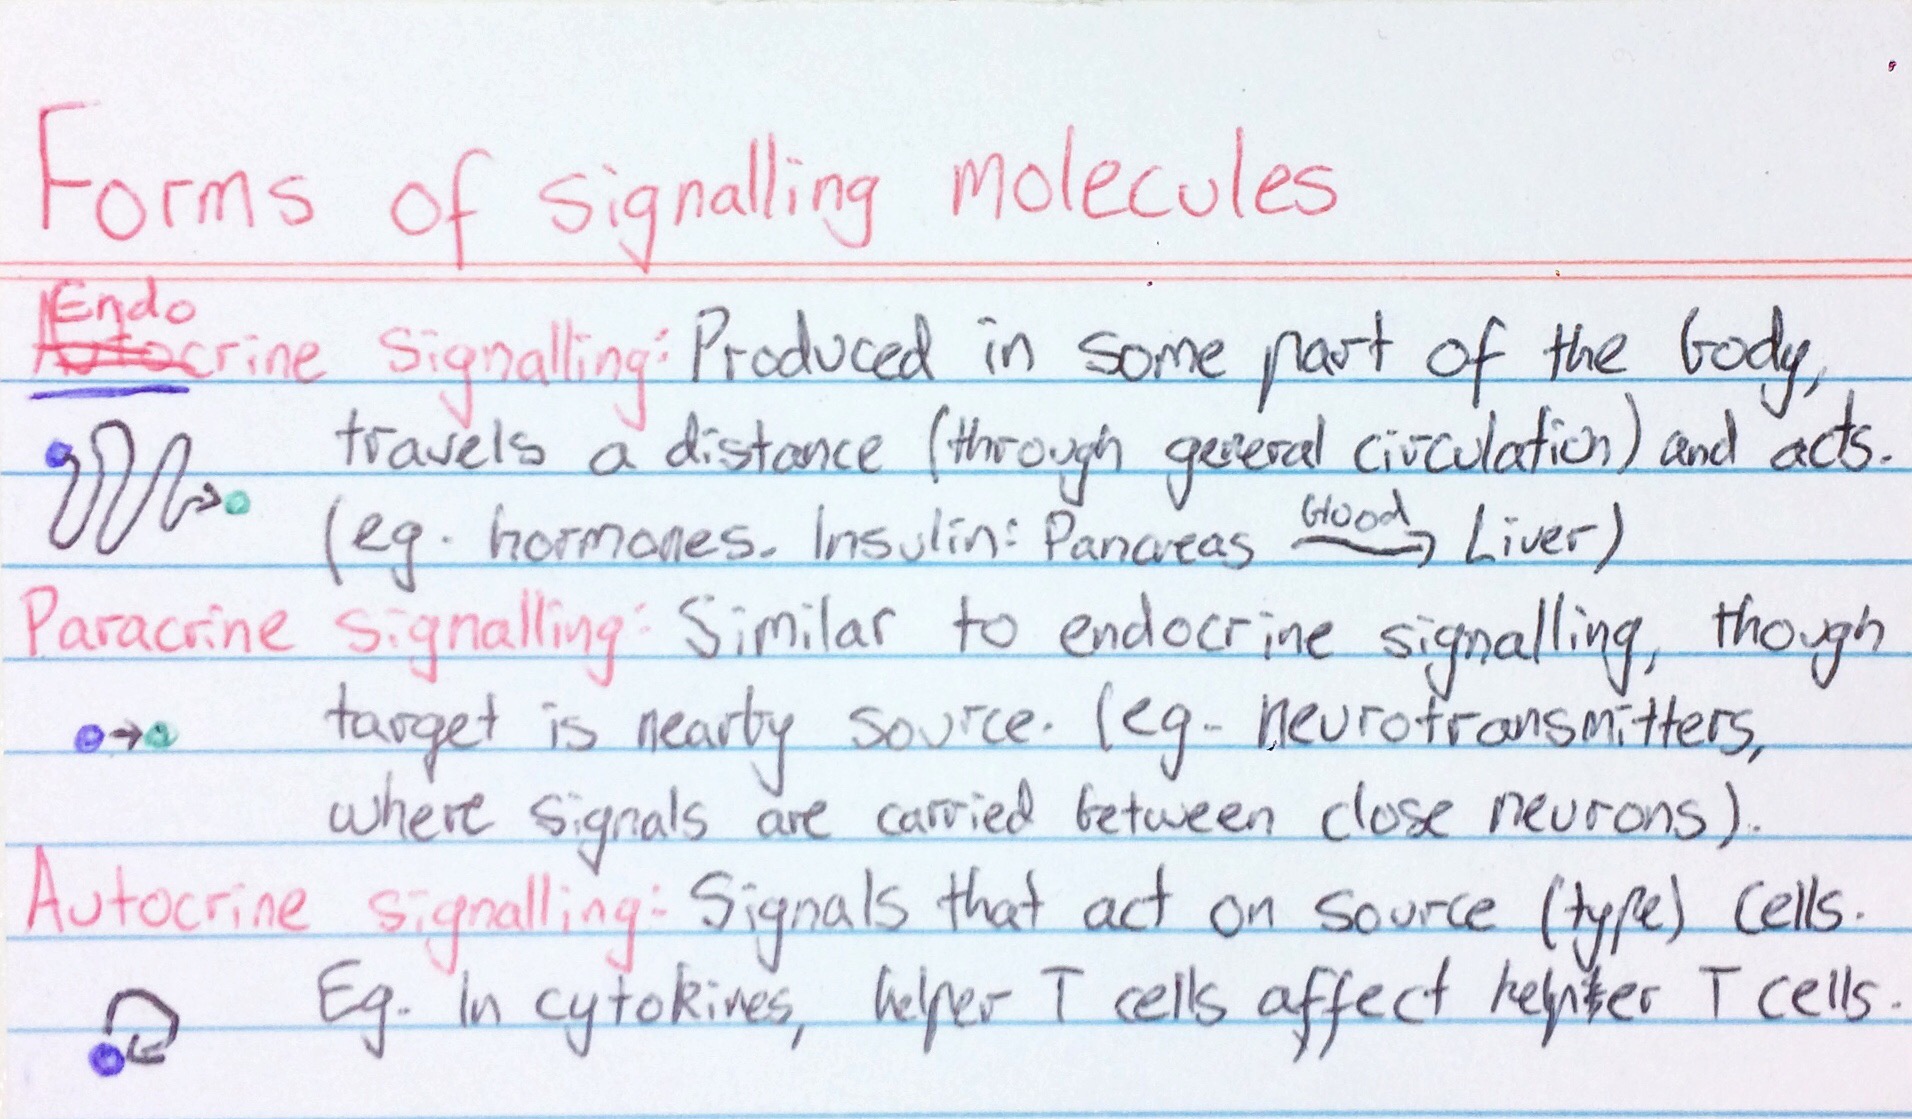 Forms of signalling molecules
Endo
Autocrine signalling: Produced in some part of the body,
travels a distance (through general circulation) and acts.
(eg. hormones. Insulin: Pancreas blood → Liver)
Paracrine signalling: Similar to endocrine signalling, though
target is nearby source. (eg. neurotransmitters,
where signals are carried between close neurons).
Autocrine signalling: Signals that act on source (type) cells.
Eg. In cytokines, helper T cells affect helper T cells.